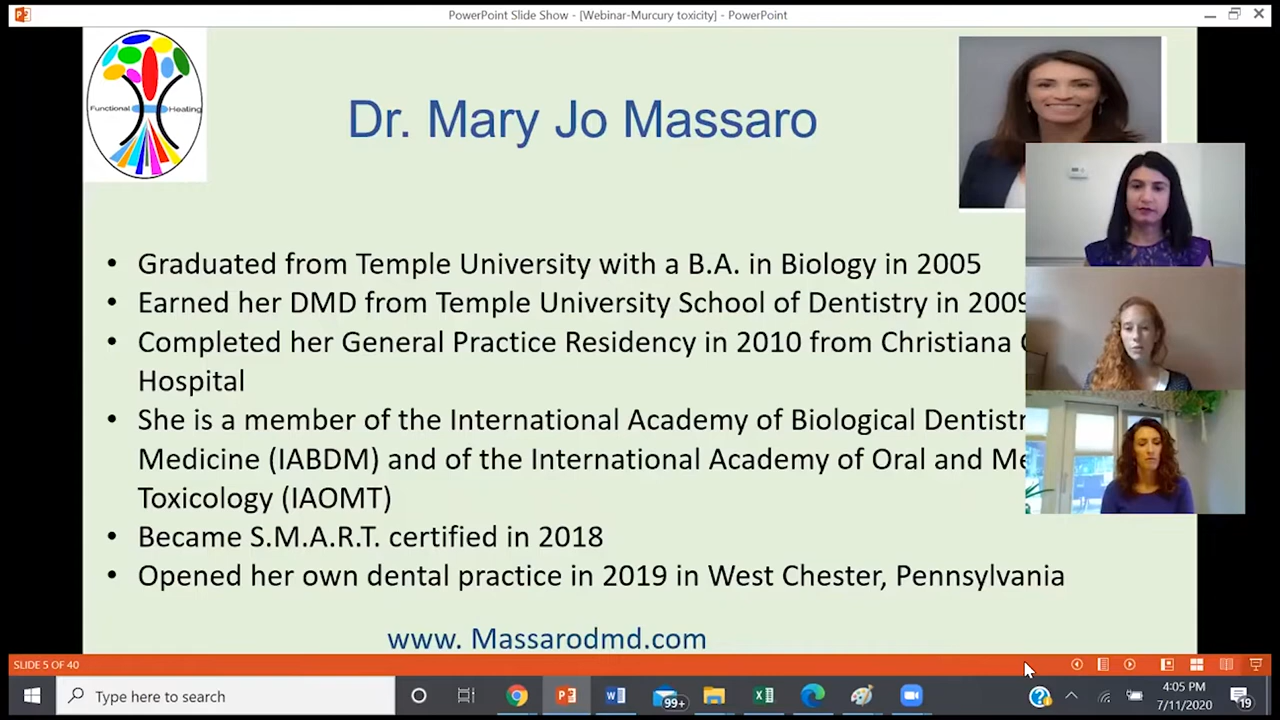 PowerPoint Slide Show - [Webinar-Murcury toxicity] - PowerPoint
Functional Healing
Dr. Mary Jo Massaro
• Graduated from Temple University with a B.A. in Biology in 2005
• Earned her DMD from Temple University School of Dentistry in 2009
• Completed her General Practice Residency in 2010 from Christiana
Hospital
• She is a member of the International Academy of Biological
Medicine (IABDM) and of the International Academy of Oral and
Toxicology (IAOMT)
• Became S.M.A.R.T. certified in 2018
• Opened her own dental practice in 2019 in West Chester, Pennsylvania
www. Massarodmd.com
SLIDE 5 OF 40
Type here to search
99+
4:05 PM
7/11/2020
19